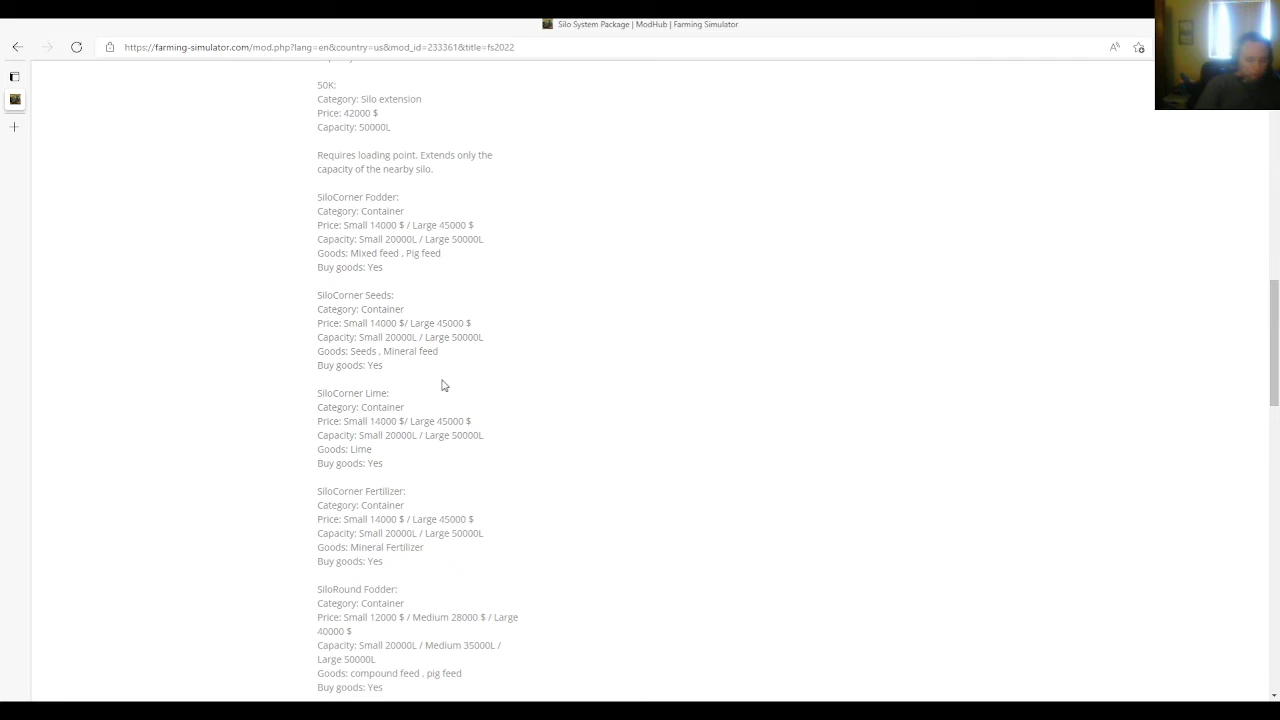 Silo System Package | ModHub | Farming Simulator
https://farming-simulator.com/mod.php?lang=en&country=us&mod_id=233361&title=fs2022
50K:
Category: Silo extension
Price: 42000 $
Capacity: 50000L
Requires loading point. Extends only the
capacity of the nearby silo.
SiloCorner Fodder:
Category: Container
Price: Small 14000 $ / Large 45000 $
Capacity: Small 20000L / Large 50000L
Goods: Mixed feed , Pig feed
Buy goods: Yes
SiloCorner Seeds:
Category: Container
Price: Small 14000 $/ Large 45000 $
Capacity: Small 20000L / Large 50000L
Goods: Seeds , Mineral feed
Buy goods: Yes
SiloCorner Lime:
Category: Container
Price: Small 14000 $/ Large 45000 $
Capacity: Small 20000L / Large 50000L
Goods: Lime
Buy goods: Yes
SiloCorner Fertilizer:
Category: Container
Price: Small 14000 $ / Large 45000 $
Capacity: Small 20000L / Large 50000L
Goods: Mineral Fertilizer
Buy goods: Yes
SiloRound Fodder:
Category: Container
Price: Small 12000 $ / Medium 28000 $ / Large
40000 $
Capacity: Small 20000L / Medium 35000L /
Large 50000L
Goods: compound feed , pig feed
Buy goods: Yes